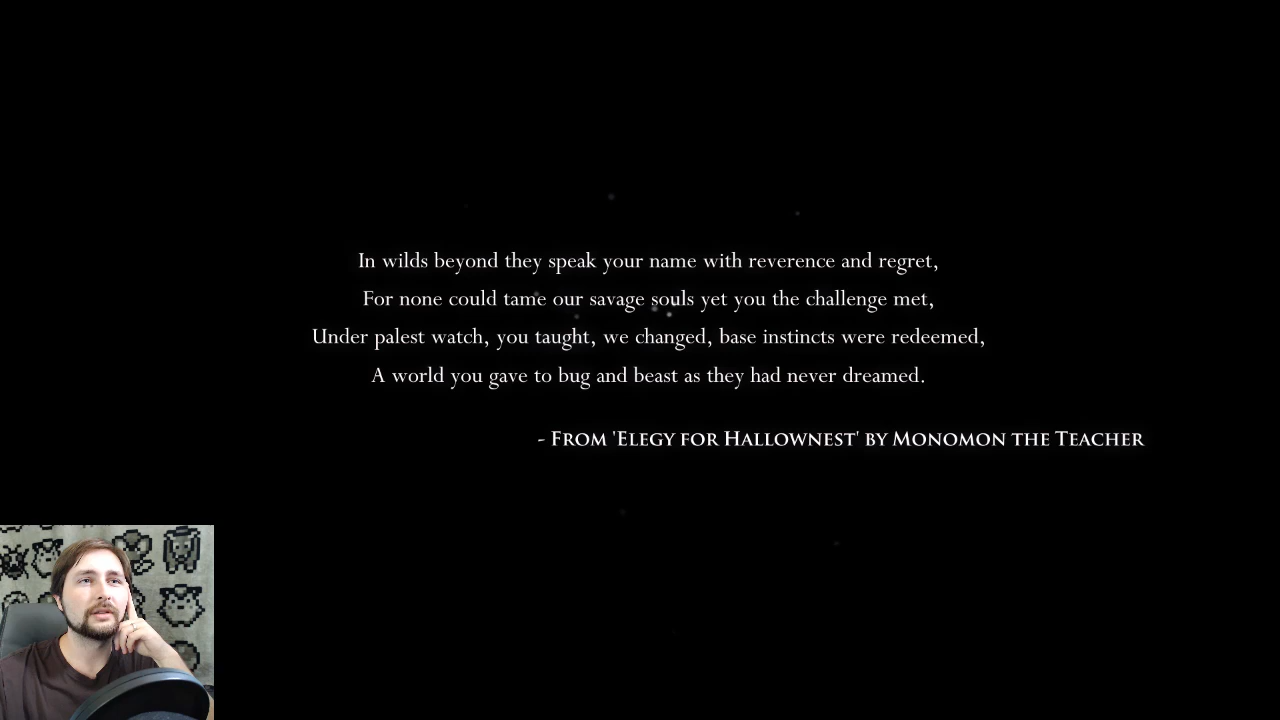 In wilds beyond they speak your name with reverence and regret,
For none could tame our savage souls yet you the challenge met,
Under palest watch, you taught, we changed, base instincts were redeemed,
A world you gave to bug and beast as they had never dreamed.
- From 'Elegy for Hallownest' by Monomon the Teacher